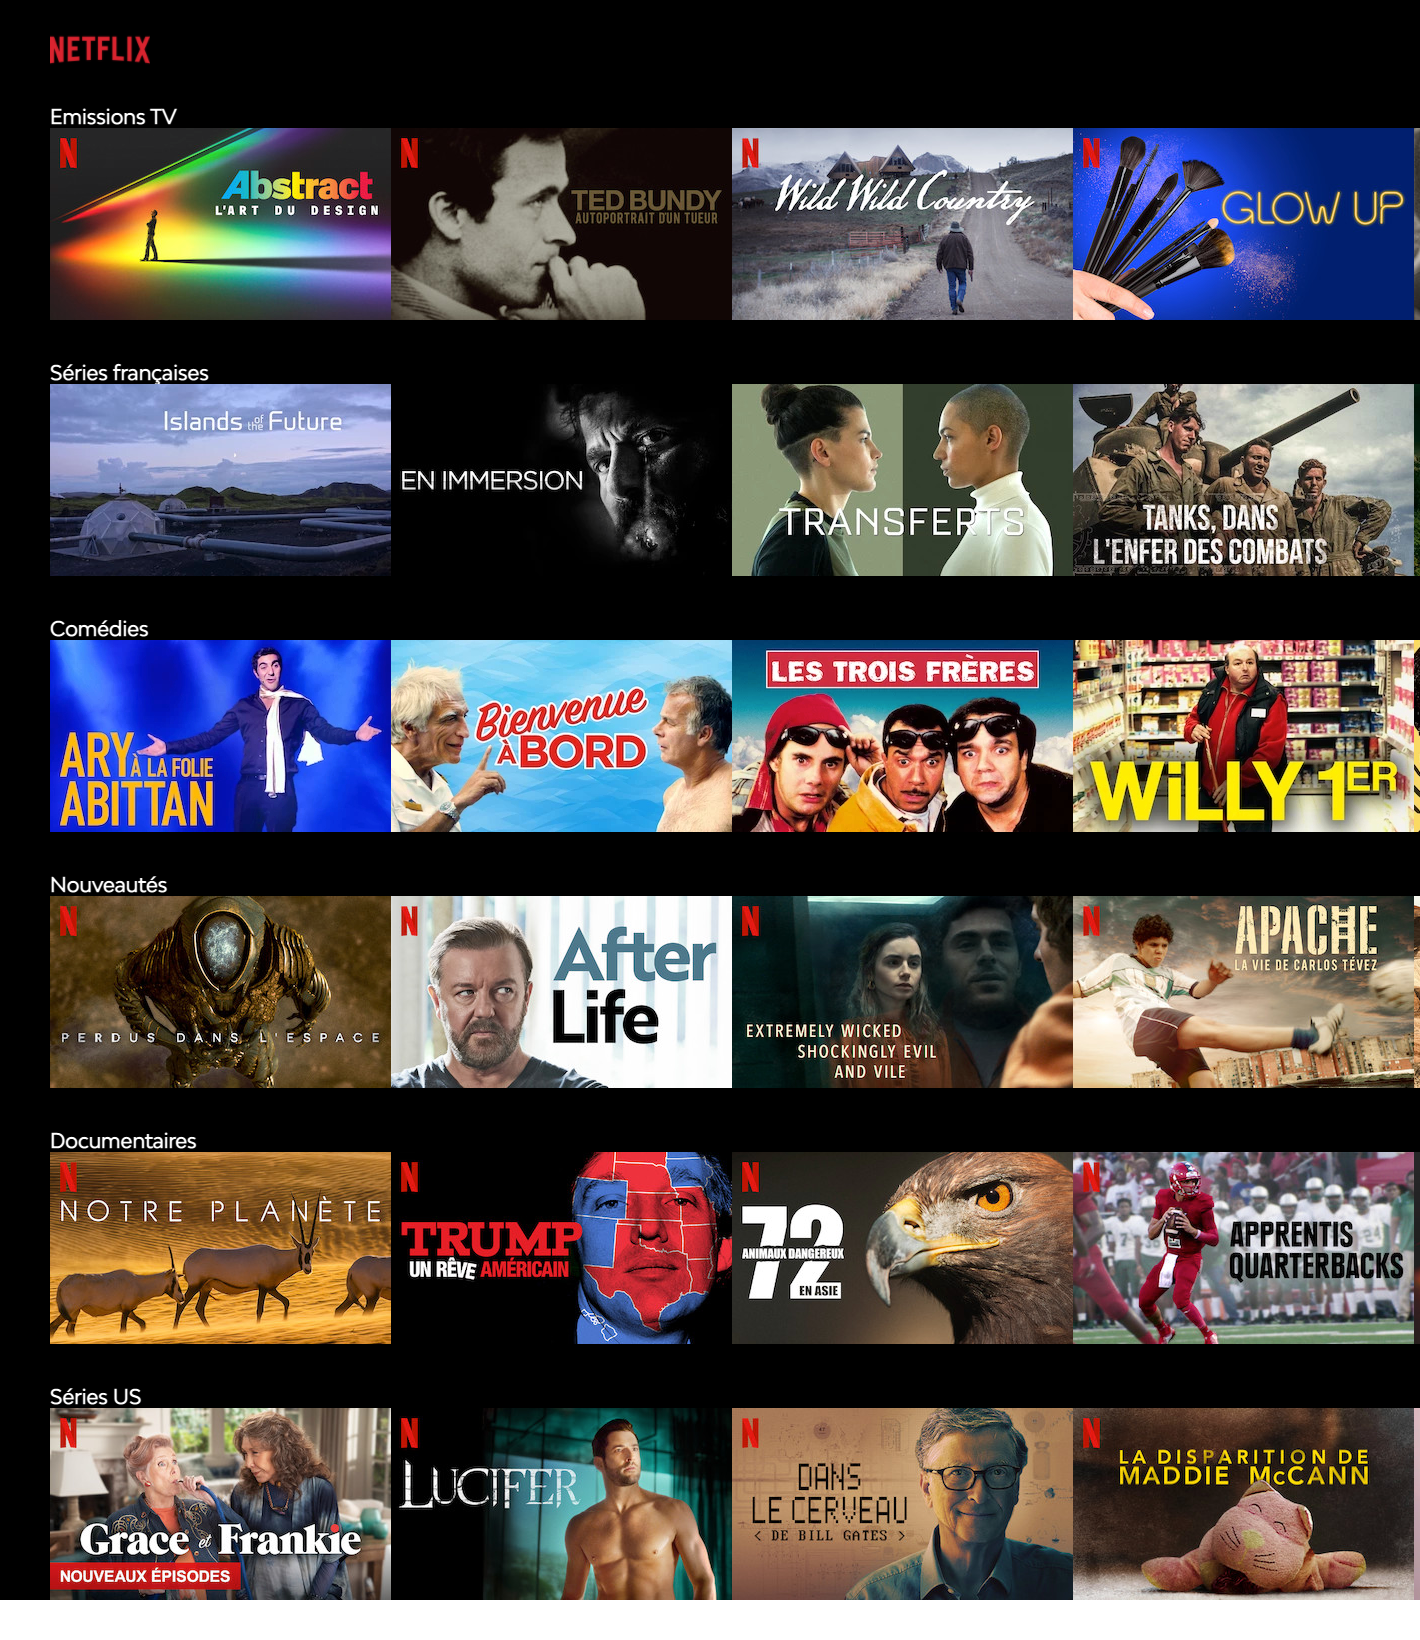 NETFLIX
Emissions TV
N
Abstract
L'ART DU DESIGN
N
TED BUNDY
AUTOPORTRAIT D'UN TUEUR
N
Wild Wild Country
N
GLOW UP
Séries françaises
Islands of the Future
EN IMMERSION
TRANSFERTS
TANKS, DANS
L'ENFER DES COMBATS
Comédies
ARY
À LA FOLIE
ABITTAN
Bienvenue
À BORD
LES TROIS FRÈRES
WiLLY 1ER
Nouveautés
N
PERDUS DANS L'ESPACE
N
After
Life
N
EXTREMELY WICKED
SHOCKINGLY EVIL
AND VILE
N
APACHE
LA VIE DE CARLOS TÉVEZ
Documentaires
N
NOTRE PLANÈTE
N
TRUMP
UN RÊVE AMÉRICAIN
N
72
ANIMAUX DANGEREUX
EN ASIE
N
APPRENTIS
QUARTERBACKS
Séries US
N
Grace et Frankie
NOUVEAUX ÉPISODES
N
LUCIFER
N
DANS
LE CERVEAU
< DE BILL GATES >
N
LA DISPARITION DE
MADDIE McCANN